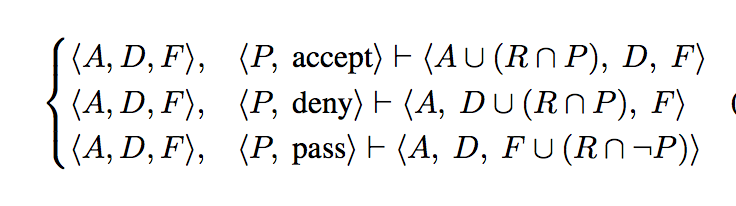 ⟨A, D, F⟩, ⟨P, accept⟩ ⊢ ⟨A ∪ (R ∩ P), D, F⟩
⟨A, D, F⟩, ⟨P, deny⟩ ⊢ ⟨A, D ∪ (R ∩ P), F⟩
⟨A, D, F⟩, ⟨P, pass⟩ ⊢ ⟨A, D, F ∪ (R ∩ ¬P)⟩